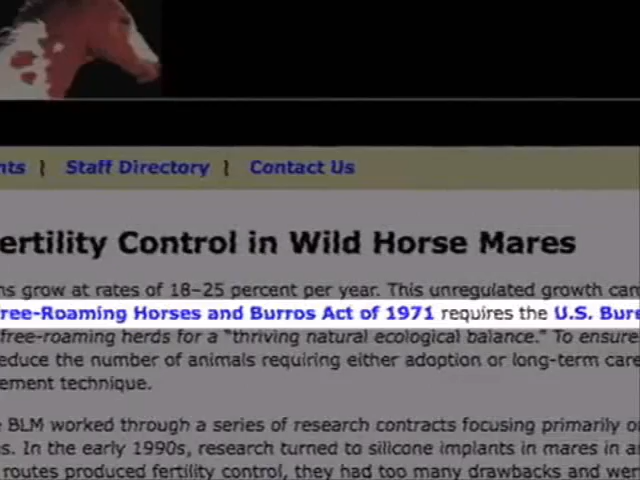 nts | Staff Directory | Contact Us
ertility Control in Wild Horse Mares
ns grow at rates of 18–25 percent per year. This unregulated growth can
ree-Roaming Horses and Burros Act of 1971 requires the U.S. Bure
free-roaming herds for a "thriving natural ecological balance." To ensure
educe the number of animals requiring either adoption or long-term care
ement technique.
e BLM worked through a series of research contracts focusing primarily o
s. In the early 1990s, research turned to silicone implants in mares in a
routes produced fertility control, they had too many drawbacks and wer